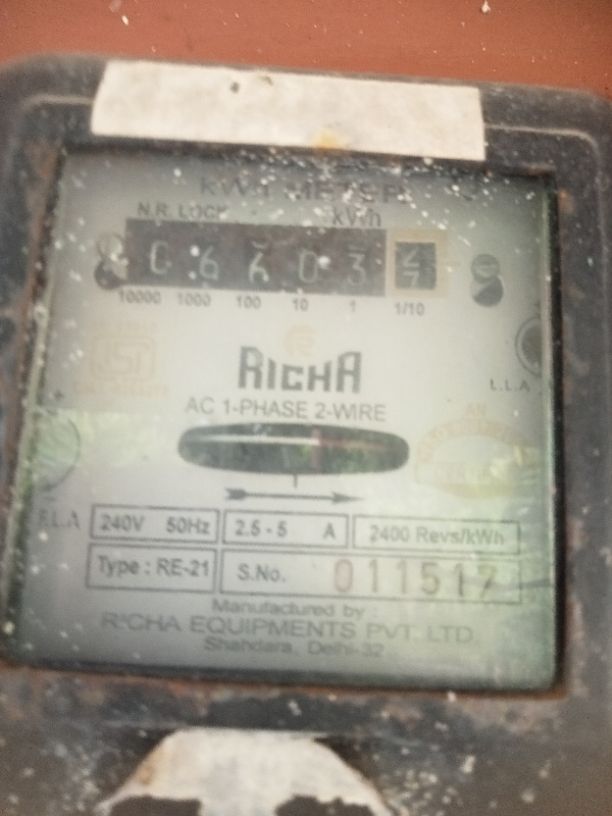 kWh METER
N.R. LOCK kWh
0 6 6 0 3
10000 1000 100 10 1 1/10
RICHA
L.L.A
AC 1-PHASE 2-WIRE
F.L.A
240V 50Hz 2.5 - 5 A 2400 Revs/kWh
Type : RE-21 S.No. 011517
Manufactured by :
RICHA EQUIPMENTS PVT. LTD.
Shahdara, Delhi-32